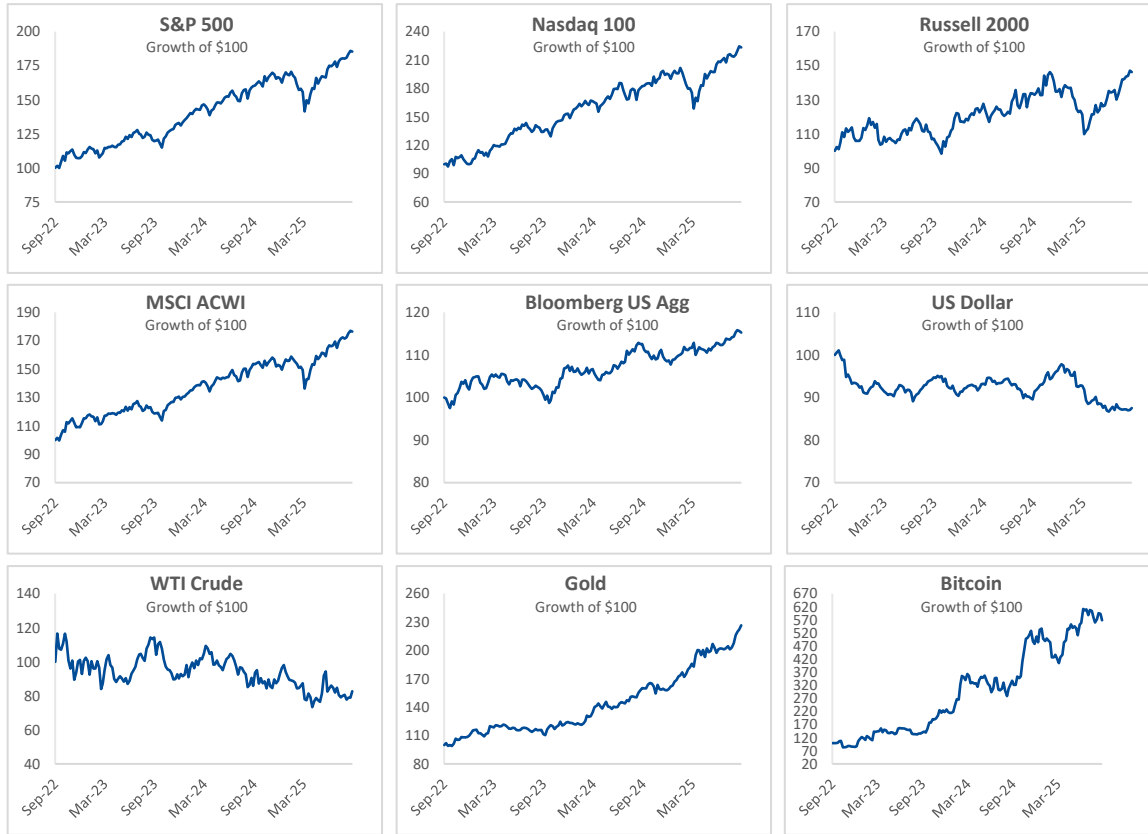 S&P 500
Growth of $100
200
175
150
125
100
75
Sep-22
Mar-23
Sep-23
Mar-24
Sep-24
Mar-25
Nasdaq 100
Growth of $100
240
210
180
150
120
90
60
Sep-22
Mar-23
Sep-23
Mar-24
Sep-24
Mar-25
Russell 2000
Growth of $100
170
150
130
110
90
70
Sep-22
Mar-23
Sep-23
Mar-24
Sep-24
Mar-25
MSCI ACWI
Growth of $100
190
170
150
130
110
90
70
Sep-22
Mar-23
Sep-23
Mar-24
Sep-24
Mar-25
Bloomberg US Agg
Growth of $100
120
110
100
90
80
Sep-22
Mar-23
Sep-23
Mar-24
Sep-24
Mar-25
US Dollar
Growth of $100
110
100
90
80
70
Sep-22
Mar-23
Sep-23
Mar-24
Sep-24
Mar-25
WTI Crude
Growth of $100
140
120
100
80
60
40
Sep-22
Mar-23
Sep-23
Mar-24
Sep-24
Mar-25
Gold
Growth of $100
260
230
200
170
140
110
80
Sep-22
Mar-23
Sep-23
Mar-24
Sep-24
Mar-25
Bitcoin
Growth of $100
670
620
570
520
470
420
370
320
270
220
170
120
70
20
Sep-22
Mar-23
Sep-23
Mar-24
Sep-24
Mar-25